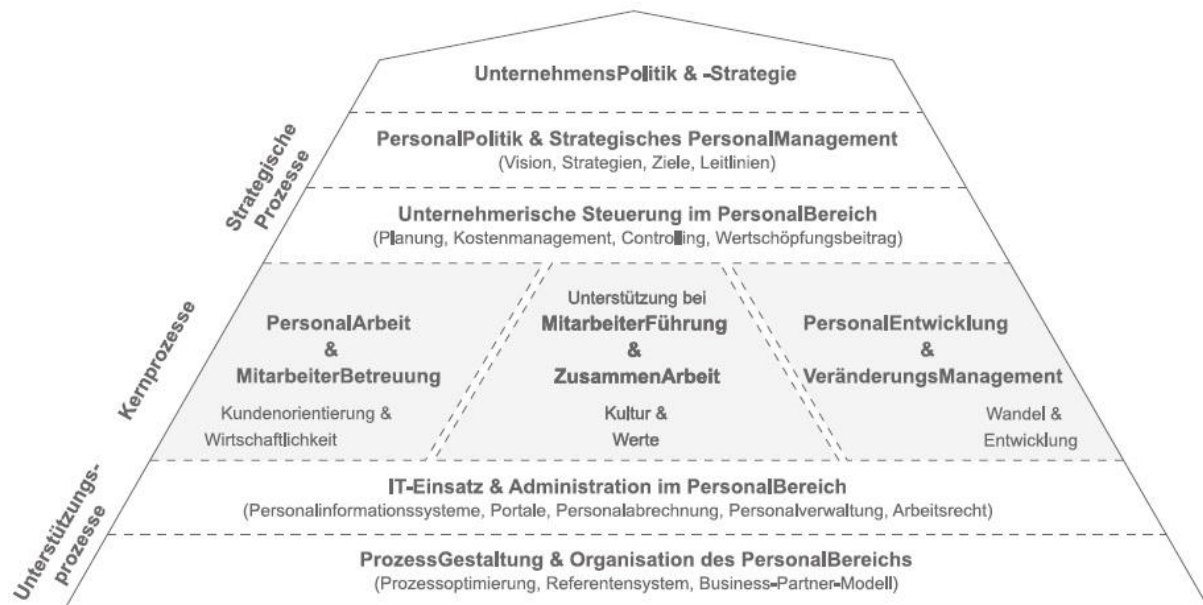 UnternehmensPolitik & -Strategie
PersonalPolitik & Strategisches PersonalManagement
(Vision, Strategien, Ziele, Leitlinien)
Unternehmerische Steuerung im PersonalBereich
(Planung, Kostenmanagement, Controlling, Wertschöpfungsbeitrag)
Strategische
Prozesse
PersonalArbeit
&
MitarbeiterBetreuung
Kundenorientierung &
Wirtschaftlichkeit
Unterstützung bei
MitarbeiterFührung
&
ZusammenArbeit
Kultur &
Werte
PersonalEntwicklung
&
VeränderungsManagement
Wandel &
Entwicklung
Kernprozesse
IT-Einsatz & Administration im PersonalBereich
(Personalinformationssysteme, Portale, Personalabrechnung, Personalverwaltung, Arbeitsrecht)
ProzessGestaltung & Organisation des PersonalBereichs
(Prozessoptimierung, Referentensystem, Business-Partner-Modell)
Unterstützungs-
prozesse